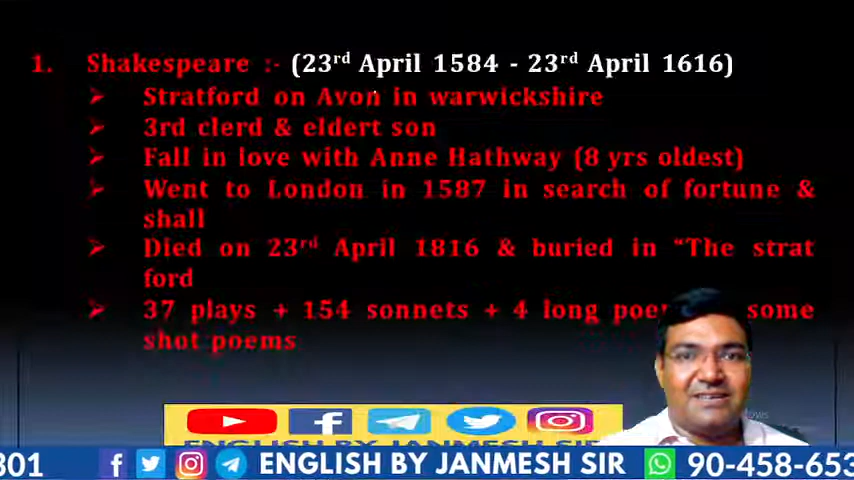 1. Shakespeare :- (23rd April 1584 - 23rd April 1616)
➢ Stratford on Avon in warwickshire
➢ 3rd clerd & eldert son
➢ Fall in love with Anne Hathway (8 yrs oldest)
➢ Went to London in 1587 in search of fortune &
shall
➢ Died on 23rd April 1816 & buried in “The strat
ford
➢ 37 plays + 154 sonnets + 4 long some
shot poems
ENGLISH BY JANMESH SIR
301 ENGLISH BY JANMESH SIR 90-458-653